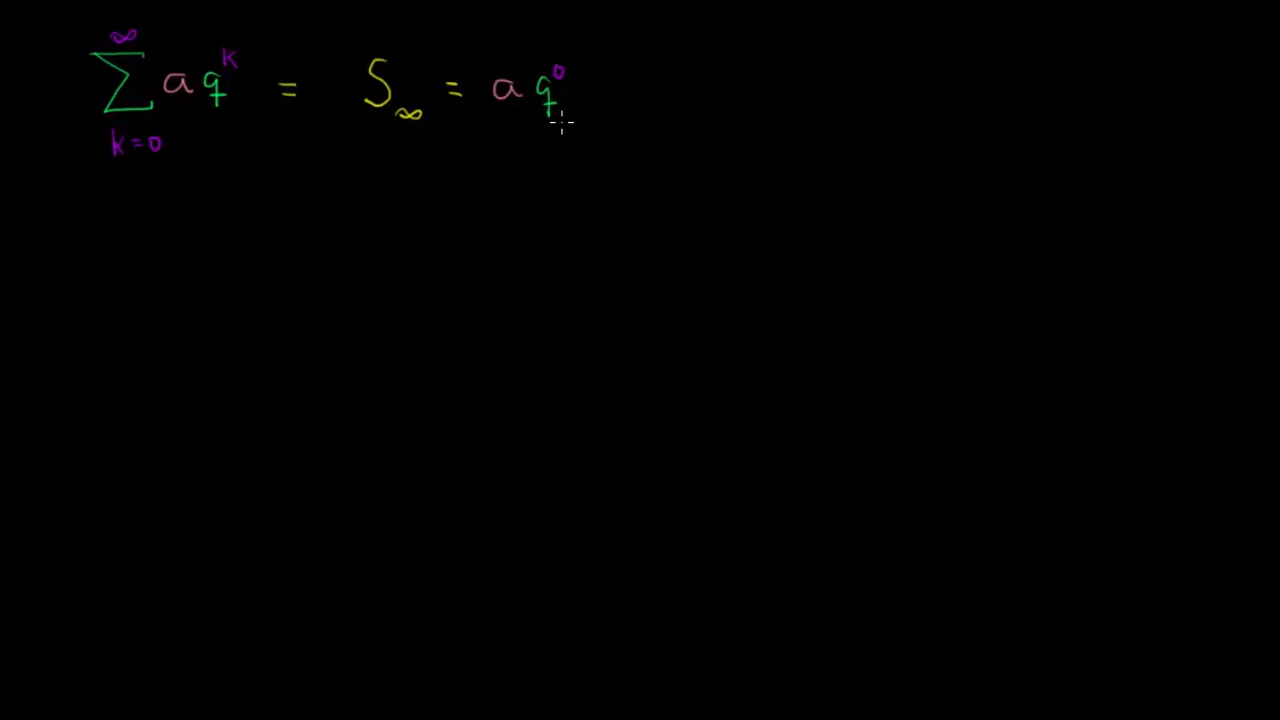 ∞
∑ a q^k = S_∞ = a q^0
k=0